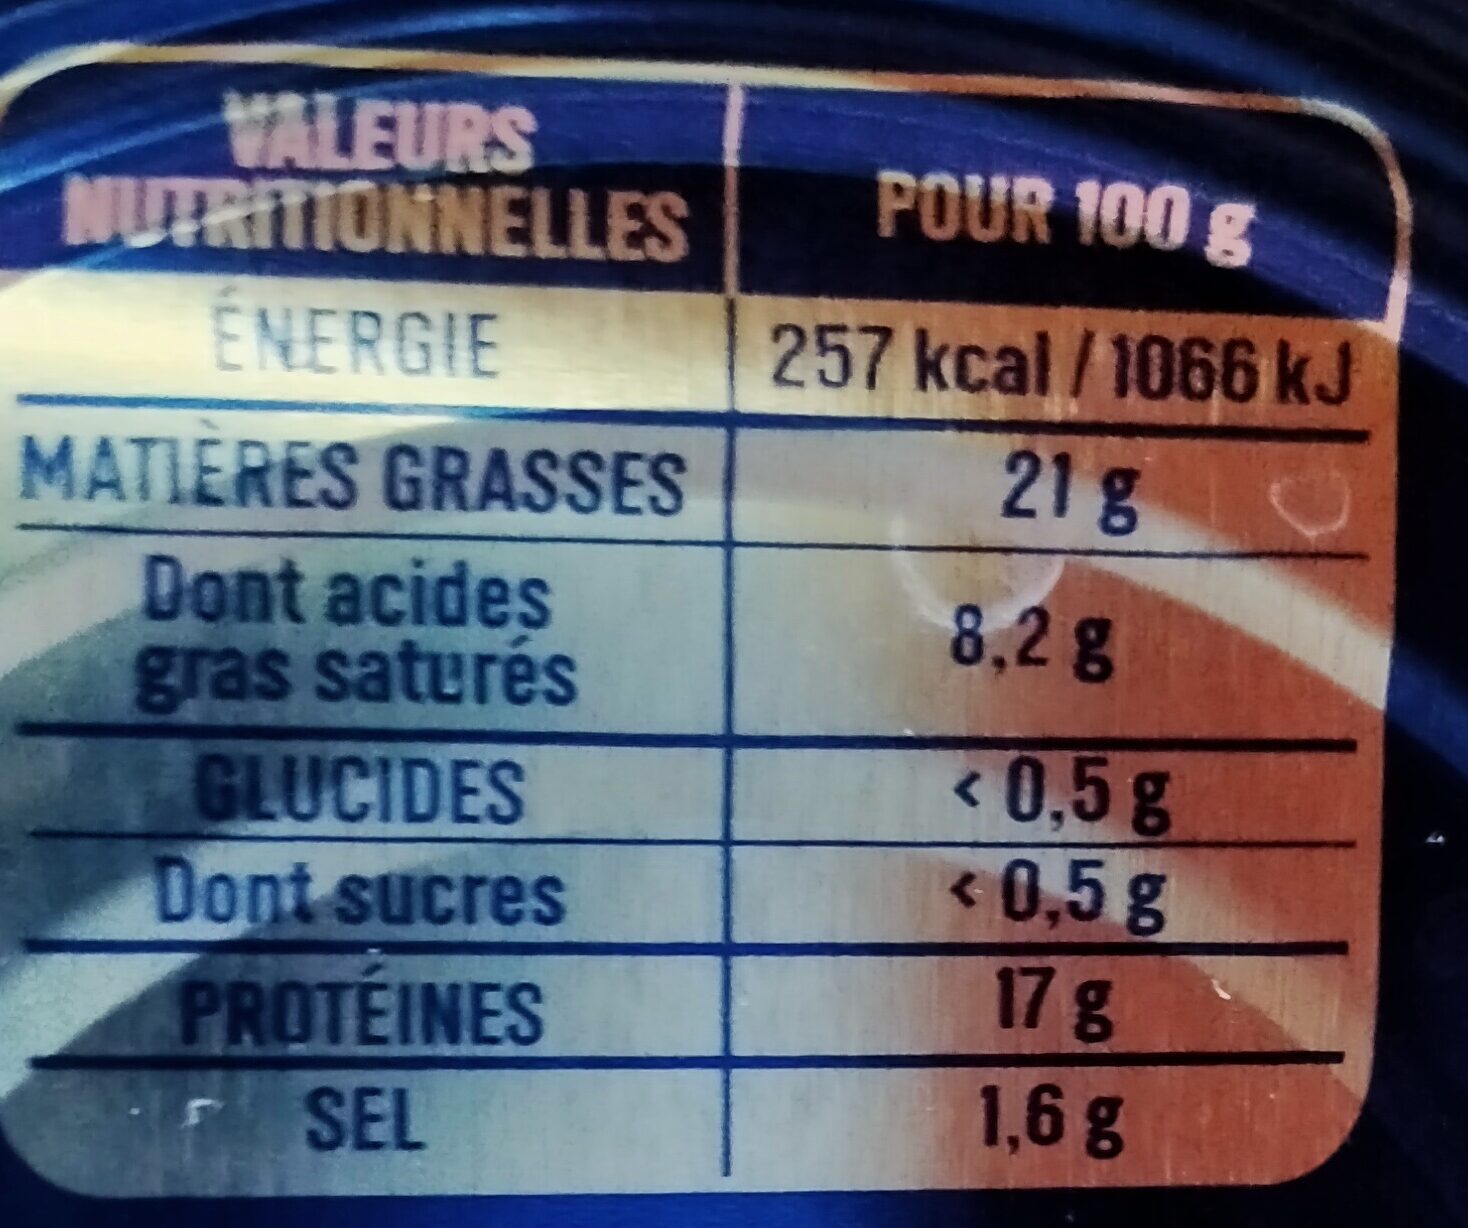 VALEURS
NUTRITIONNELLES
POUR 100 g
ÉNERGIE 257 kcal / 1066 kJ
MATIÈRES GRASSES 21 g
Dont acides
gras saturés 8,2 g
GLUCIDES < 0,5 g
Dont sucres < 0,5 g
PROTÉINES 17 g
SEL 1,6 g